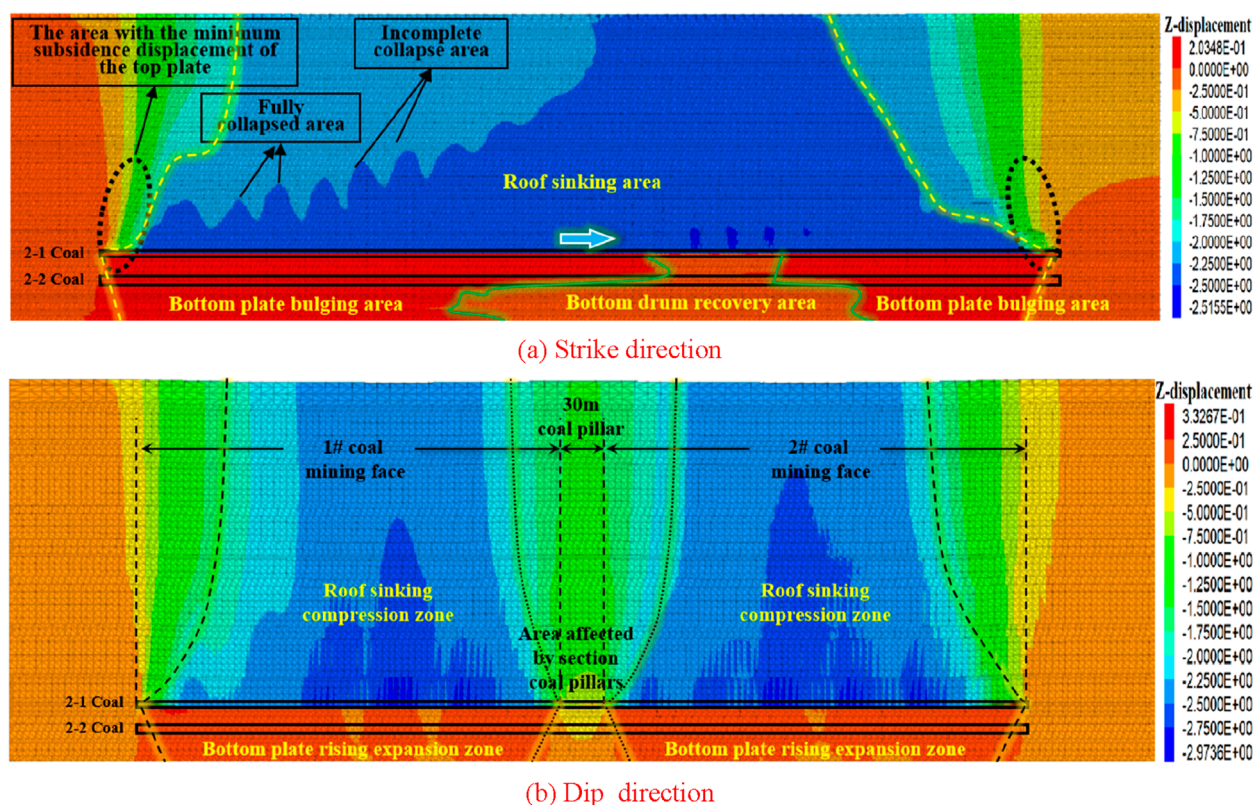 The area with the minimum
subsidence displacement of
the top plate
Incomplete
collapse area
Fully
collapsed area
Roof sinking area
2-1 Coal
2-2 Coal
Bottom plate bulging area
Bottom drum recovery area
Bottom plate bulging area
Z-displacement
2.0348E-01
0.0000E+00
-2.5000E-01
-5.0000E-01
-7.5000E-01
-1.0000E+00
-1.2500E+00
-1.5000E+00
-1.7500E+00
-2.0000E+00
-2.2500E+00
-2.5000E+00
-2.5155E+00
(a) Strike direction
30m
coal pillar
1# coal
mining face
2# coal
mining face
Roof sinking
compression zone
Roof sinking
compression zone
Area affected
by section
coal pillars
2-1 Coal
2-2 Coal
Bottom plate rising expansion zone
Bottom plate rising expansion zone
Z-displacement
3.3267E-01
2.5000E-01
0.0000E+00
-2.5000E-01
-5.0000E-01
-7.5000E-01
-1.0000E+00
-1.2500E+00
-1.5000E+00
-1.7500E+00
-2.0000E+00
-2.2500E+00
-2.5000E+00
-2.7500E+00
-2.9736E+00
(b) Dip direction